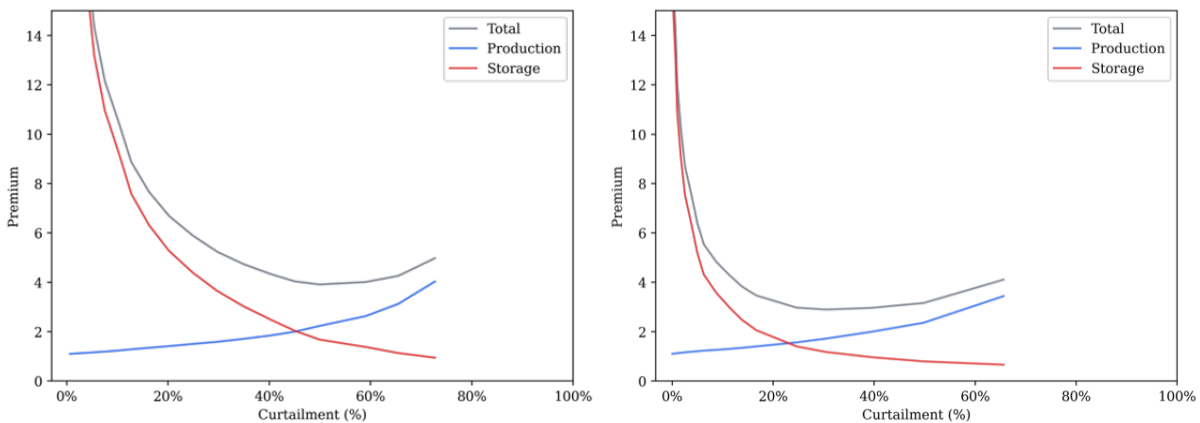 14
12
10
8
6
4
2
0
Premium
0% 20% 40% 60% 80% 100%
Curtailment (%)
Total
Production
Storage
14
12
10
8
6
4
2
0
Premium
0% 20% 40% 60% 80% 100%
Curtailment (%)
Total
Production
Storage